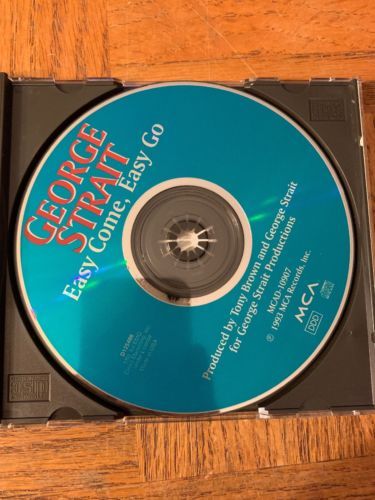 GEORGE
STRAIT
Easy Come, Easy Go
Produced by Tony Brown and George Strait
for George Strait Productions
MCAD-10907
℗ 1993 MCA Records, Inc.
MCA
DDD